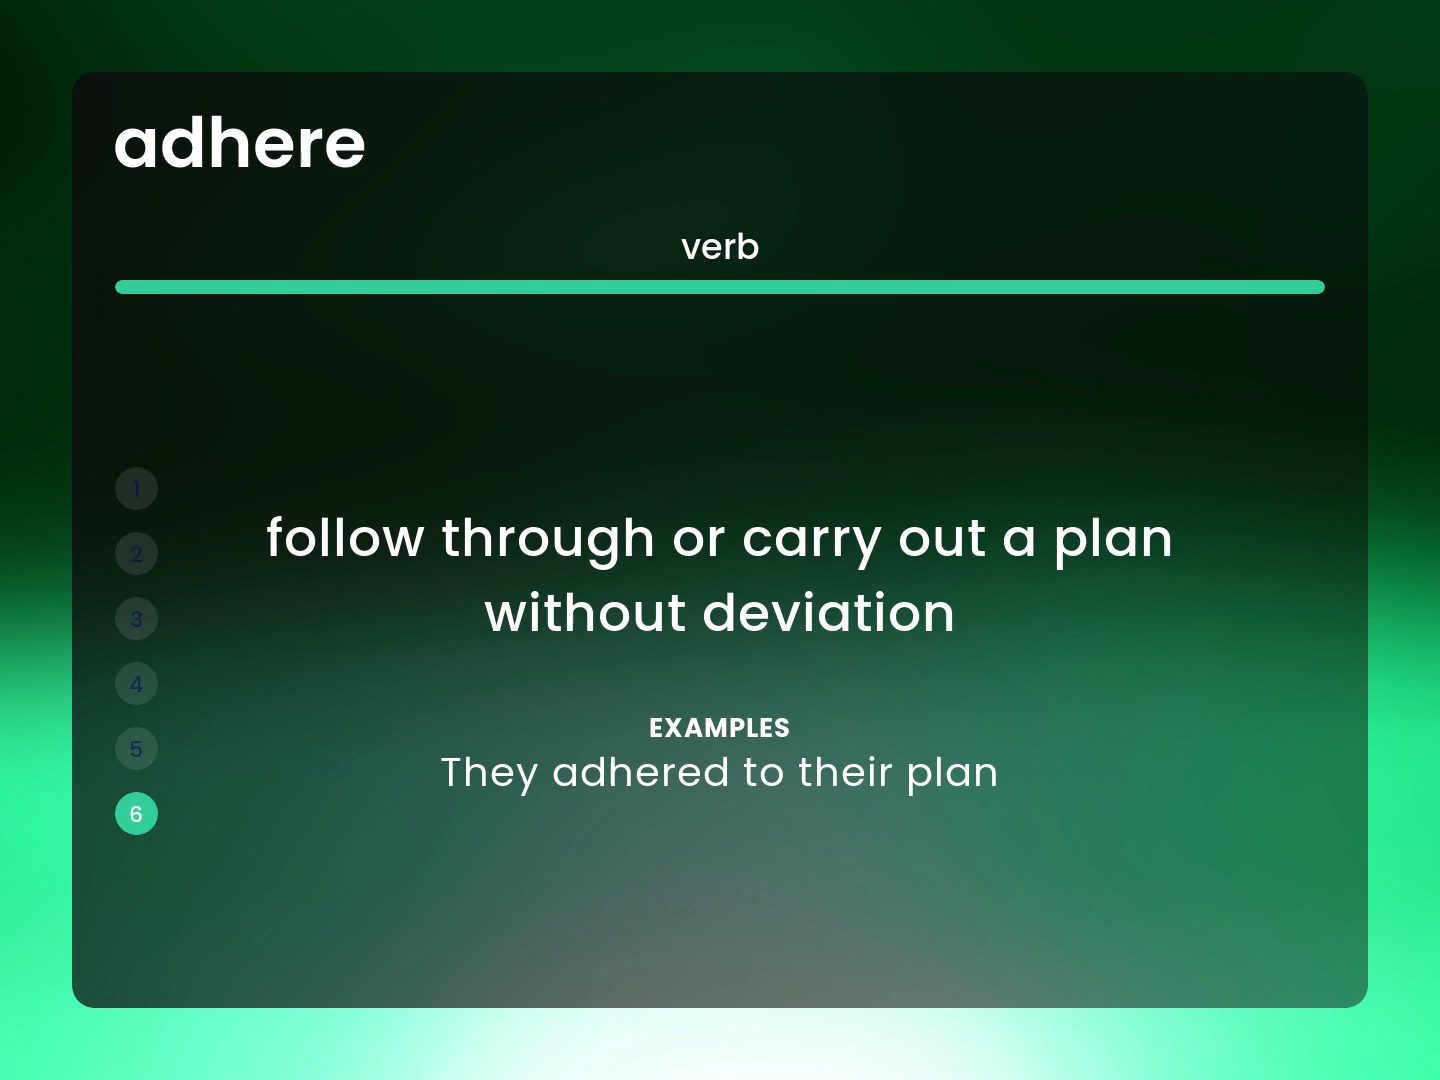 adhere
verb
1
2
3
4
5
6
follow through or carry out a plan
without deviation
EXAMPLES
They adhered to their plan